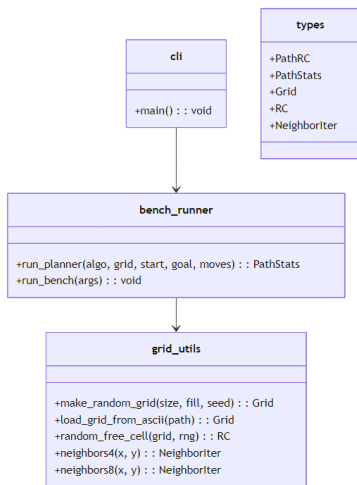 cli
+main() : : void
types
+PathRC
+PathStats
+Grid
+RC
+NeighborIter
bench_runner
+run_planner(algo, grid, start, goal, moves) : : PathStats
+run_bench(args) : : void
grid_utils
+make_random_grid(size, fill, seed) : : Grid
+load_grid_from_ascii(path) : : Grid
+random_free_cell(grid, rng) : : RC
+neighbors4(x, y) : : NeighborIter
+neighbors8(x, y) : : NeighborIter